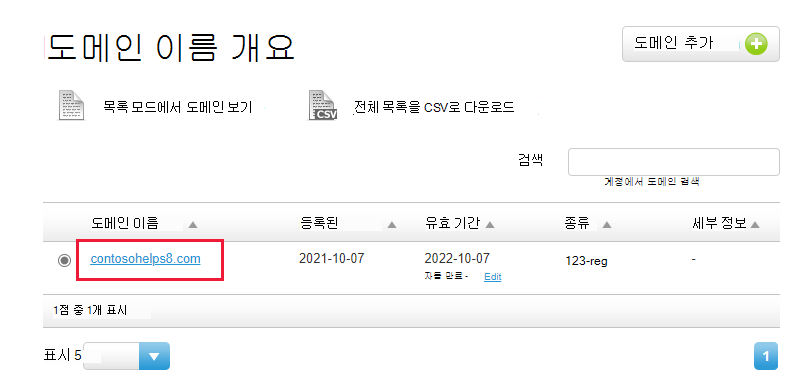 도메인 이름 개요
도메인 추가
목록 모드에서 도메인 보기
CSV
전체 목록을 CSV로 다운로드
검색
계정에서 도메인 검색
도메인 이름 등록된 유효 기간 종류 세부 정보
contosohelps8.com 2021-10-07 2022-10-07 123-reg -
자동 만료 - Edit
1점 중 1개 표시
표시 5
1